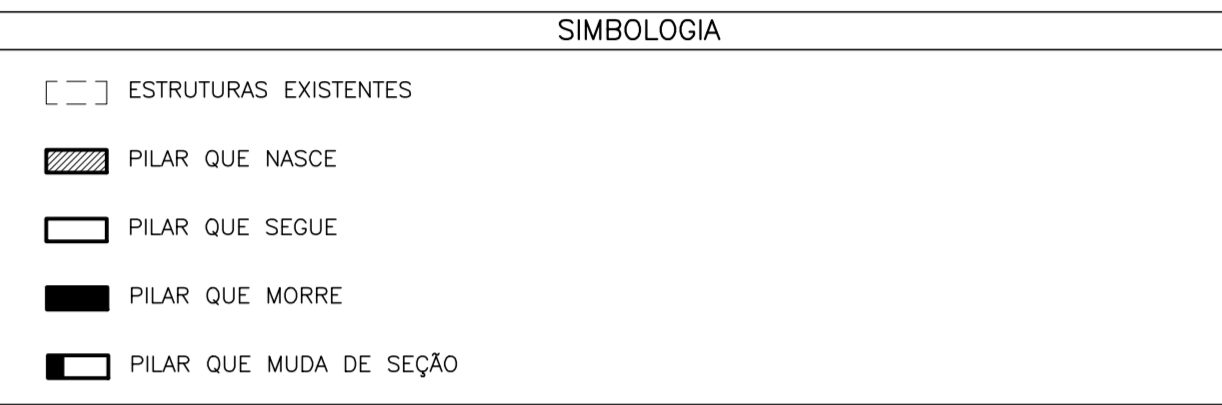 SIMBOLOGIA
ESTRUTURAS EXISTENTES
PILAR QUE NASCE
PILAR QUE SEGUE
PILAR QUE MORRE
PILAR QUE MUDA DE SEÇÃO